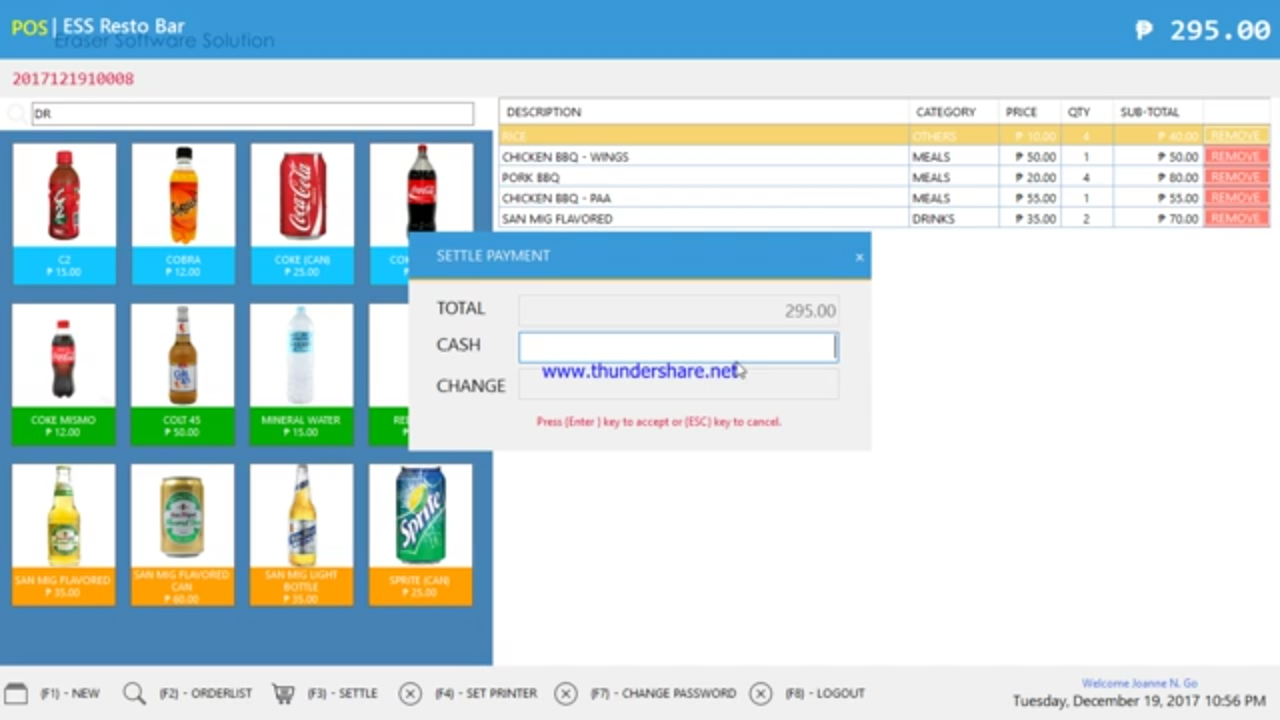 POS | ESS Resto Bar
Eraser Software Solution
₱ 295.00
2017121910008
DR
DESCRIPTION CATEGORY PRICE QTY SUB-TOTAL
RICE OTHERS ₱ 10.00 4 ₱ 40.00 REMOVE
CHICKEN BBQ - WINGS MEALS ₱ 50.00 1 ₱ 50.00 REMOVE
PORK BBQ MEALS ₱ 20.00 4 ₱ 80.00 REMOVE
CHICKEN BBQ - PAA MEALS ₱ 55.00 1 ₱ 55.00 REMOVE
SAN MIG FLAVORED DRINKS ₱ 35.00 2 ₱ 70.00 REMOVE
Coca-Cola
C2
₱ 15.00
COBRA
₱ 12.00
COKE (CAN)
₱ 25.00
SETTLE PAYMENT x
TOTAL 295.00
CASH
www.thundershare.net
CHANGE
Press [Enter ] key to accept or [ESC] key to cancel.
COKE MISMO
₱ 12.00
COLT 45
₱ 50.00
MINERAL WATER
₱ 15.00
Sprite
SAN MIG FLAVORED
₱ 35.00
SAN MIG FLAVORED
CAN
₱ 60.00
SAN MIG LIGHT
BOTTLE
₱ 35.00
SPRITE (CAN)
₱ 25.00
(F1) - NEW (F2) - ORDERLIST (F3) - SETTLE (F4) - SET PRINTER (F7) - CHANGE PASSWORD (F8) - LOGOUT
Welcome Joanne N. Go
Tuesday, December 19, 2017 10:56 PM